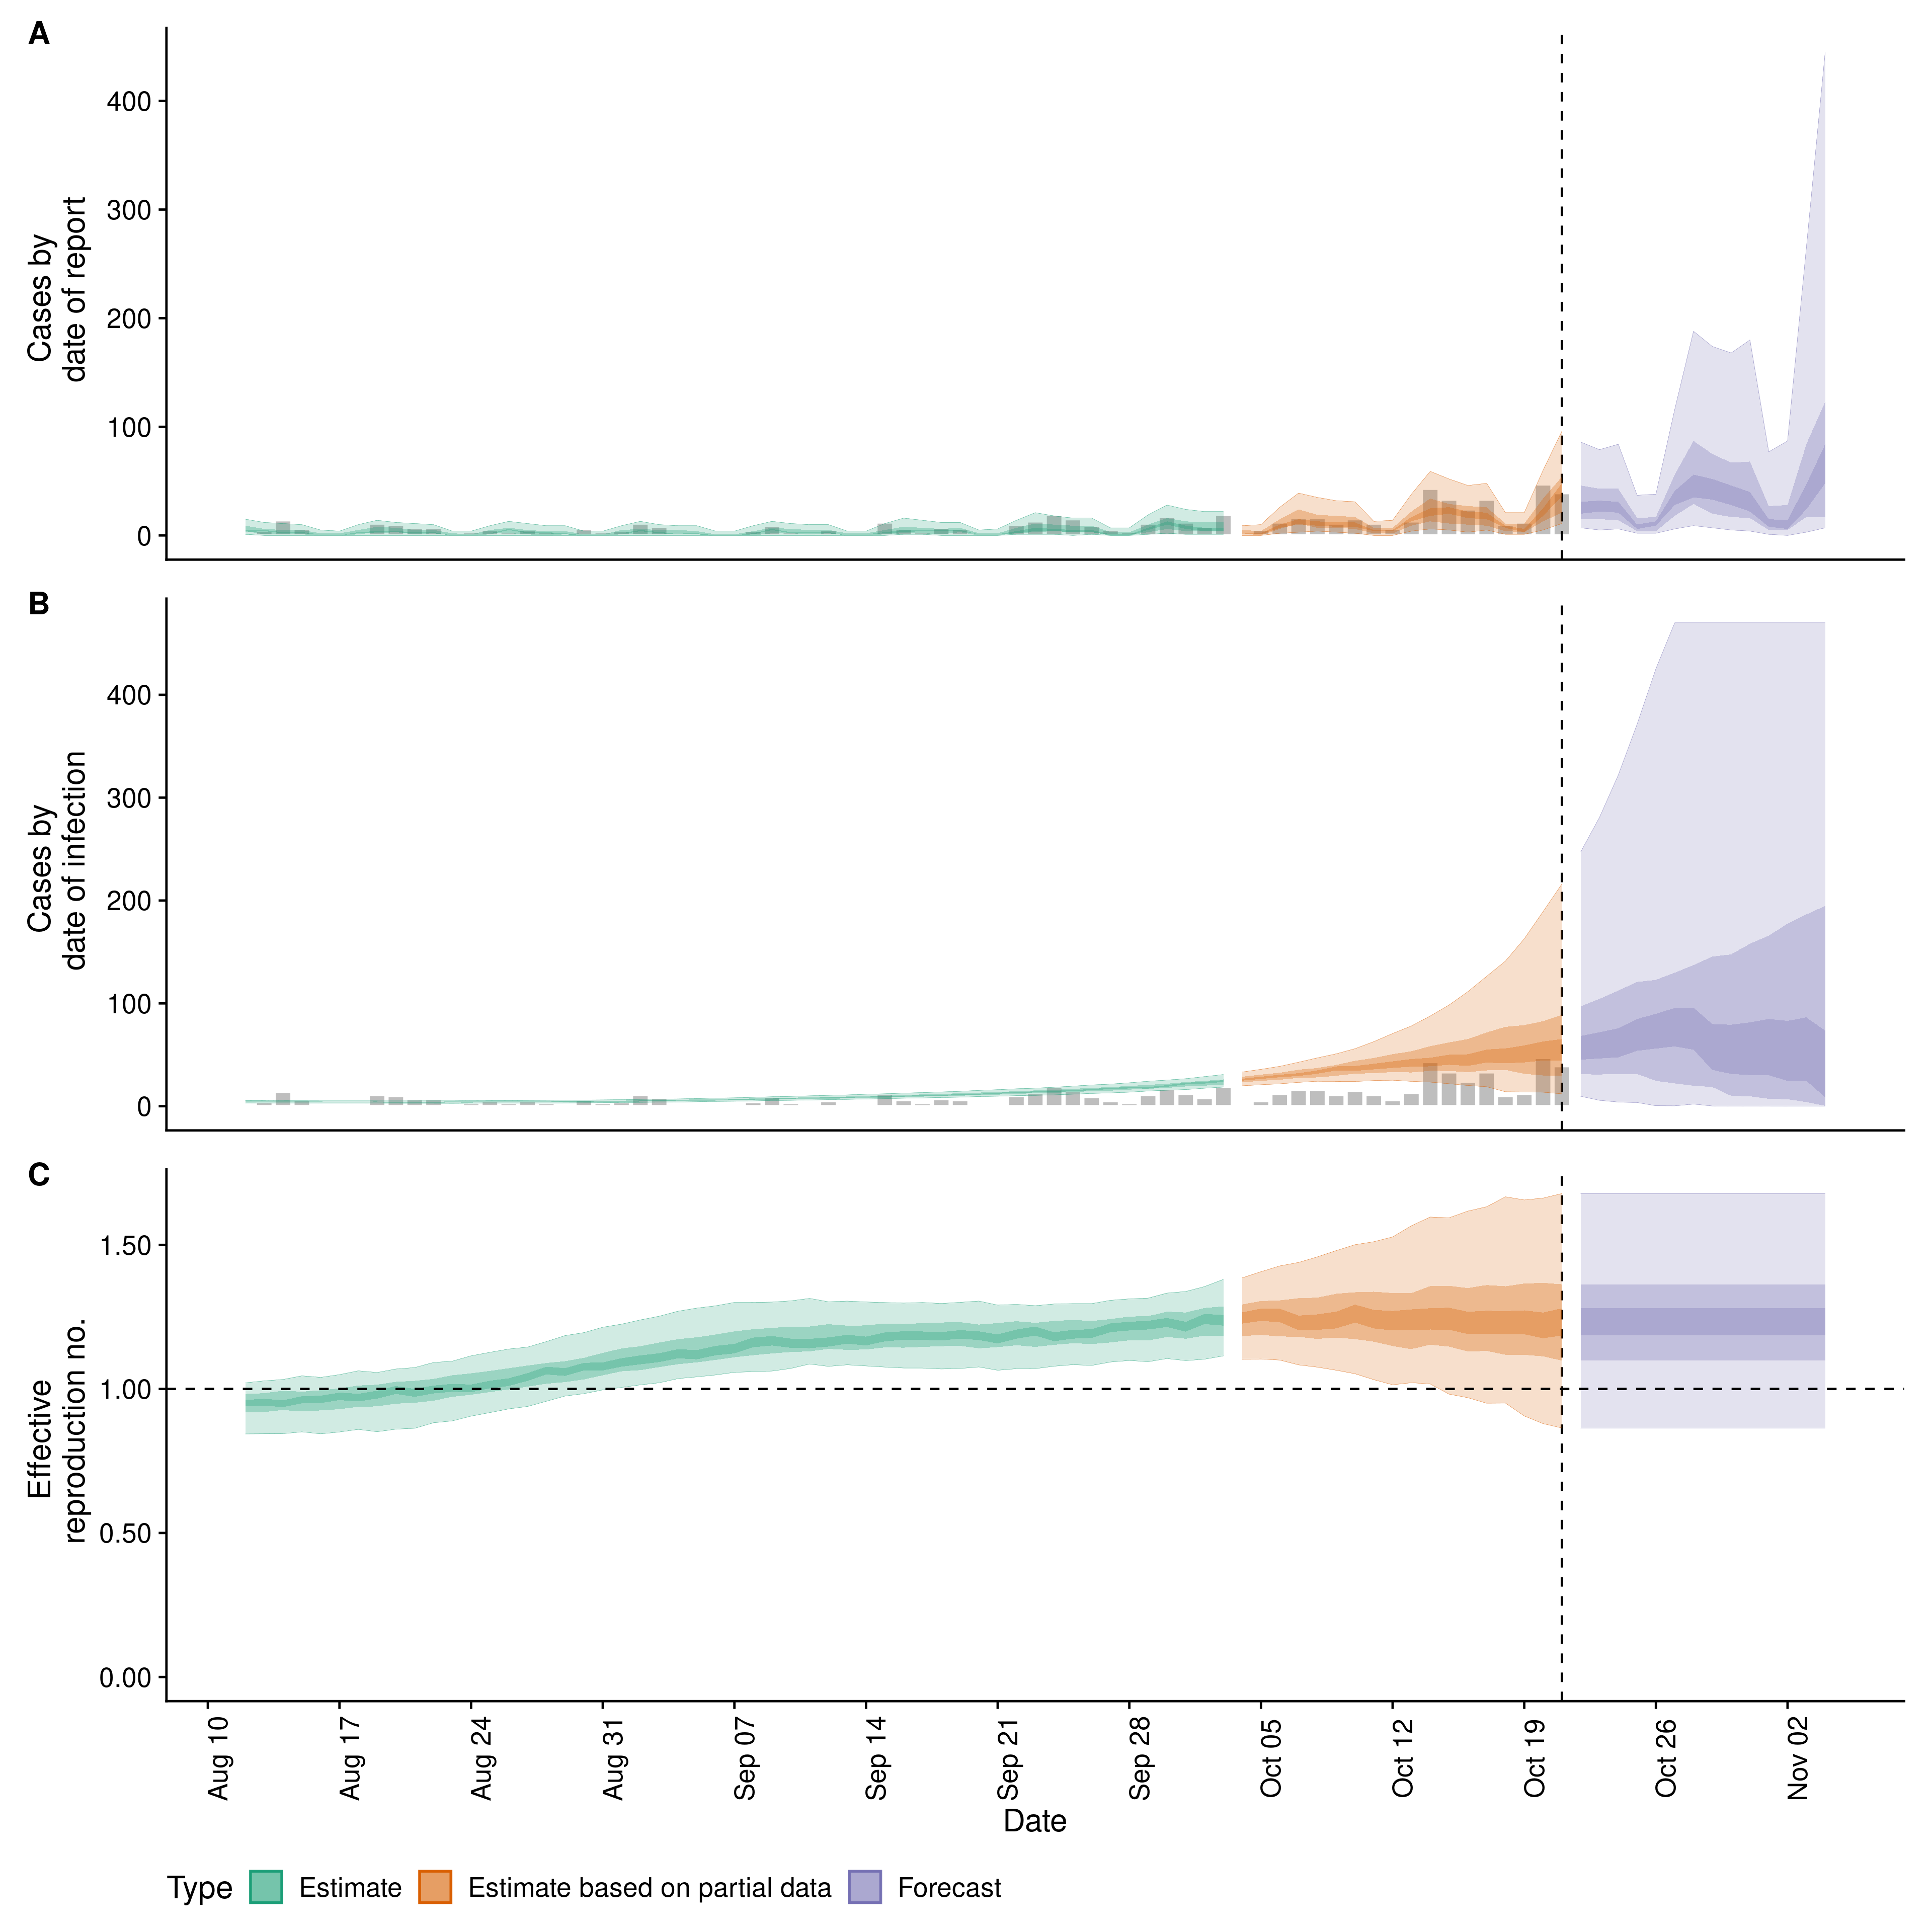 A
Cases by
date of report
400
300
200
100
0
B
Cases by
date of infection
400
300
200
100
0
C
Effective
reproduction no.
1.50
1.00
0.50
0.00
Aug 10
Aug 17
Aug 24
Aug 31
Sep 07
Sep 14
Sep 21
Sep 28
Oct 05
Oct 12
Oct 19
Oct 26
Nov 02
Date
Type Estimate Estimate based on partial data Forecast